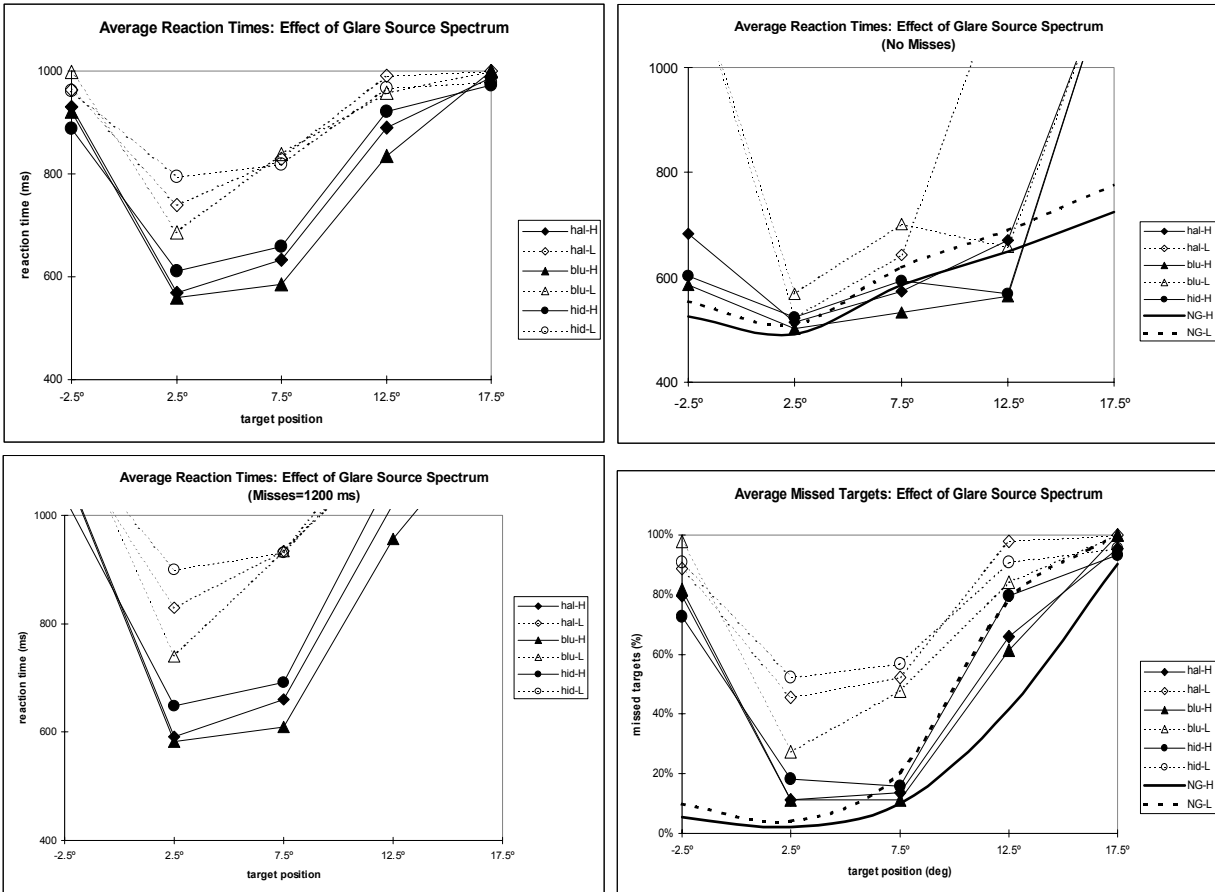 Average Reaction Times: Effect of Glare Source Spectrum
1000
800
600
400
reaction time (ms)
-2.5º 2.5º 7.5º 12.5º 17.5º
target position
hal-H
hal-L
blu-H
blu-L
hid-H
hid-L
Average Reaction Times: Effect of Glare Source Spectrum
(No Misses)
1000
800
600
400
-2.5º 2.5º 7.5º 12.5º 17.5º
hal-H
hal-L
blu-H
blu-L
hid-H
NG-H
NG-L
Average Reaction Times: Effect of Glare Source Spectrum
(Misses=1200 ms)
1000
800
600
400
reaction time (ms)
-2.5º 2.5º 7.5º 12.5º 17.5º
target position
hal-H
hal-L
blu-H
blu-L
hid-H
hid-L
Average Missed Targets: Effect of Glare Source Spectrum
100%
80%
60%
40%
20%
0%
missed targets (%)
-2.5º 2.5º 7.5º 12.5º 17.5º
target position (deg)
hal-H
hal-L
blu-H
blu-L
hid-H
hid-L
NG-H
NG-L